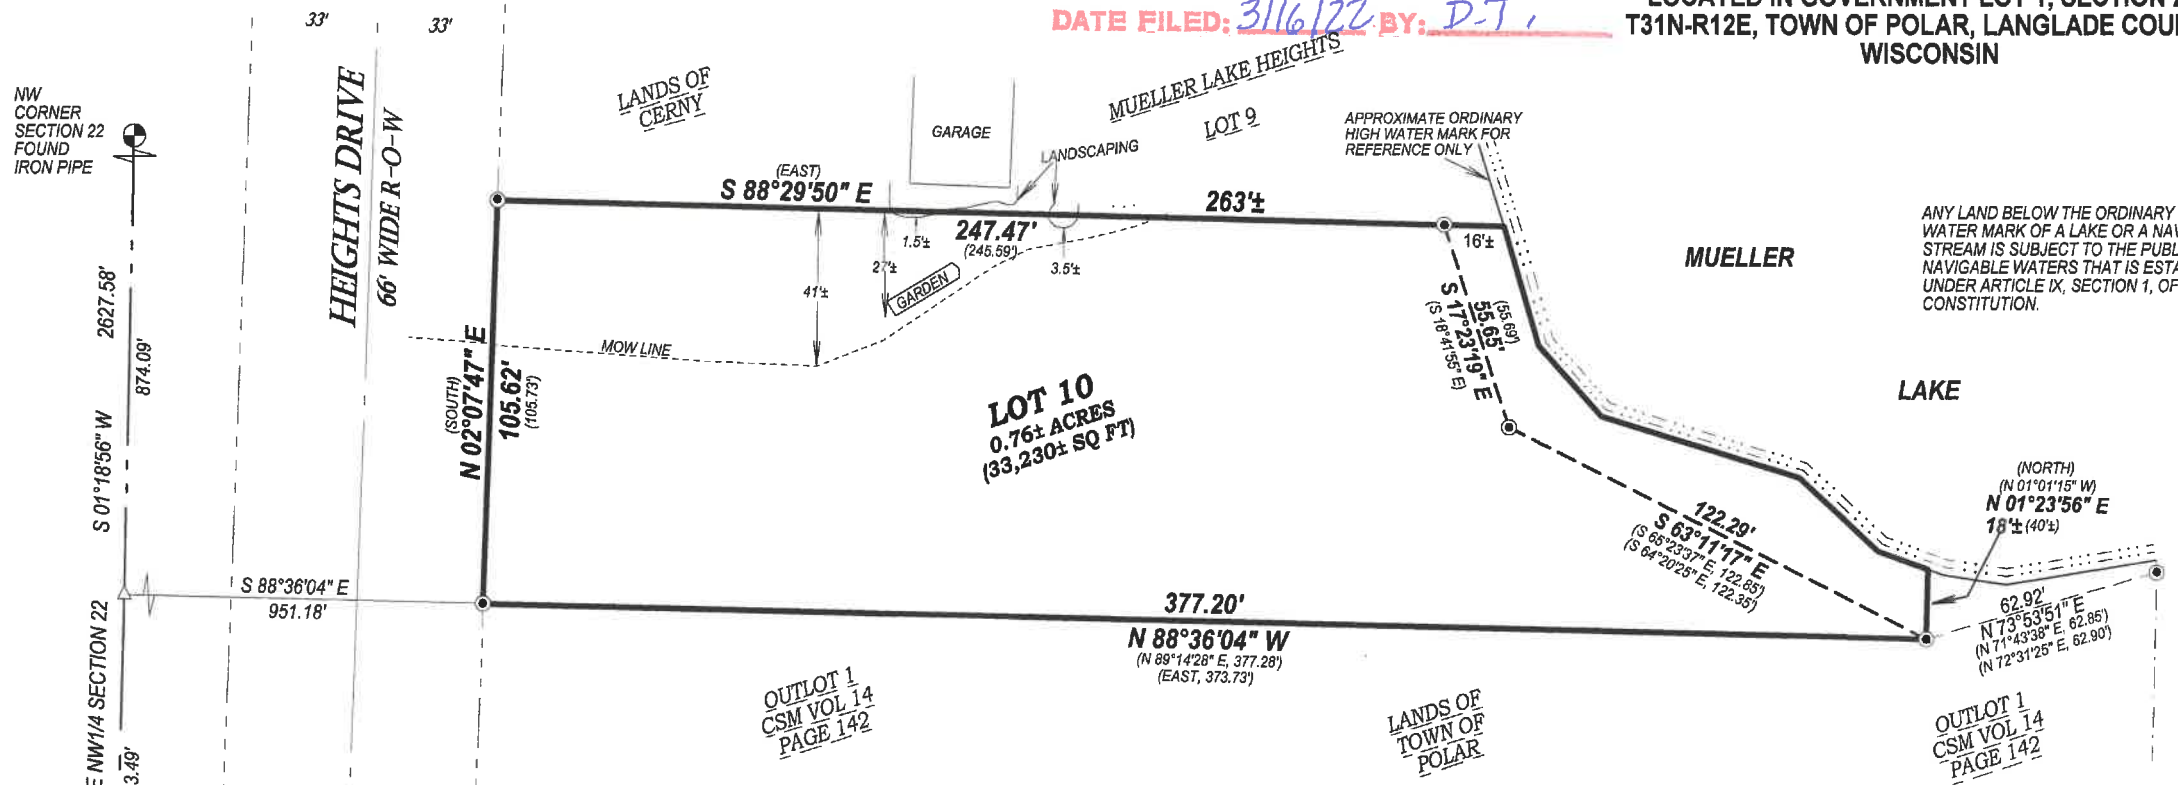 33'
33'
DATE FILED: 3/16/22 BY: D.J.
T31N-R12E, TOWN OF POLAR, LANGLADE
WISCONSIN
NW
CORNER
SECTION 22
FOUND
IRON PIPE
HEIGHTS DRIVE
66' WIDE R-O-W
LANDS OF
CERNY
GARAGE
LANDSCAPING
MUELLER LAKE HEIGHTS
LOT 9
APPROXIMATE ORDINARY
HIGH WATER MARK FOR
REFERENCE ONLY
(EAST)
S 88°29'50" E
263'±
247.47'
(245.59')
16'±
1.5'±
27'±
3.5'±
41'±
GARDEN
MOW LINE
ANY LAND BELOW THE ORDINARY
WATER MARK OF A LAKE OR A
STREAM IS SUBJECT TO THE
NAVIGABLE WATERS THAT IS
UNDER ARTICLE IX, SECTION 1, OF
CONSTITUTION.
MUELLER
LAKE
2627.58'
874.09'
S 01°18'56" W
(SOUTH)
N 02°07'47" E
105.62'
(105.73')
LOT 10
0.76± ACRES
(33,230± SQ FT)
(55.69')
55.65'
S 17°23'19" E
(S 18°41'55" E)
122.29'
S 63°11'17" E
(S 65°23'37" E, 122.85')
(S 64°20'25" E, 122.35')
(NORTH)
(N 01°01'15" W)
N 01°23'56" E
18'± (40'±)
S 88°36'04" E
951.18'
377.20'
N 88°36'04" W
(N 89°14'28" E, 377.28')
(EAST, 373.73')
62.92'
N 73°53'51" E
(N 71°43'38" E, 62.85')
(N 72°31'25" E, 62.90')
NW1/4 SECTION 22
3.49'
OUTLOT 1
CSM VOL 14
PAGE 142
LANDS OF
TOWN OF
POLAR
OUTLOT 1
CSM VOL 14
PAGE 142